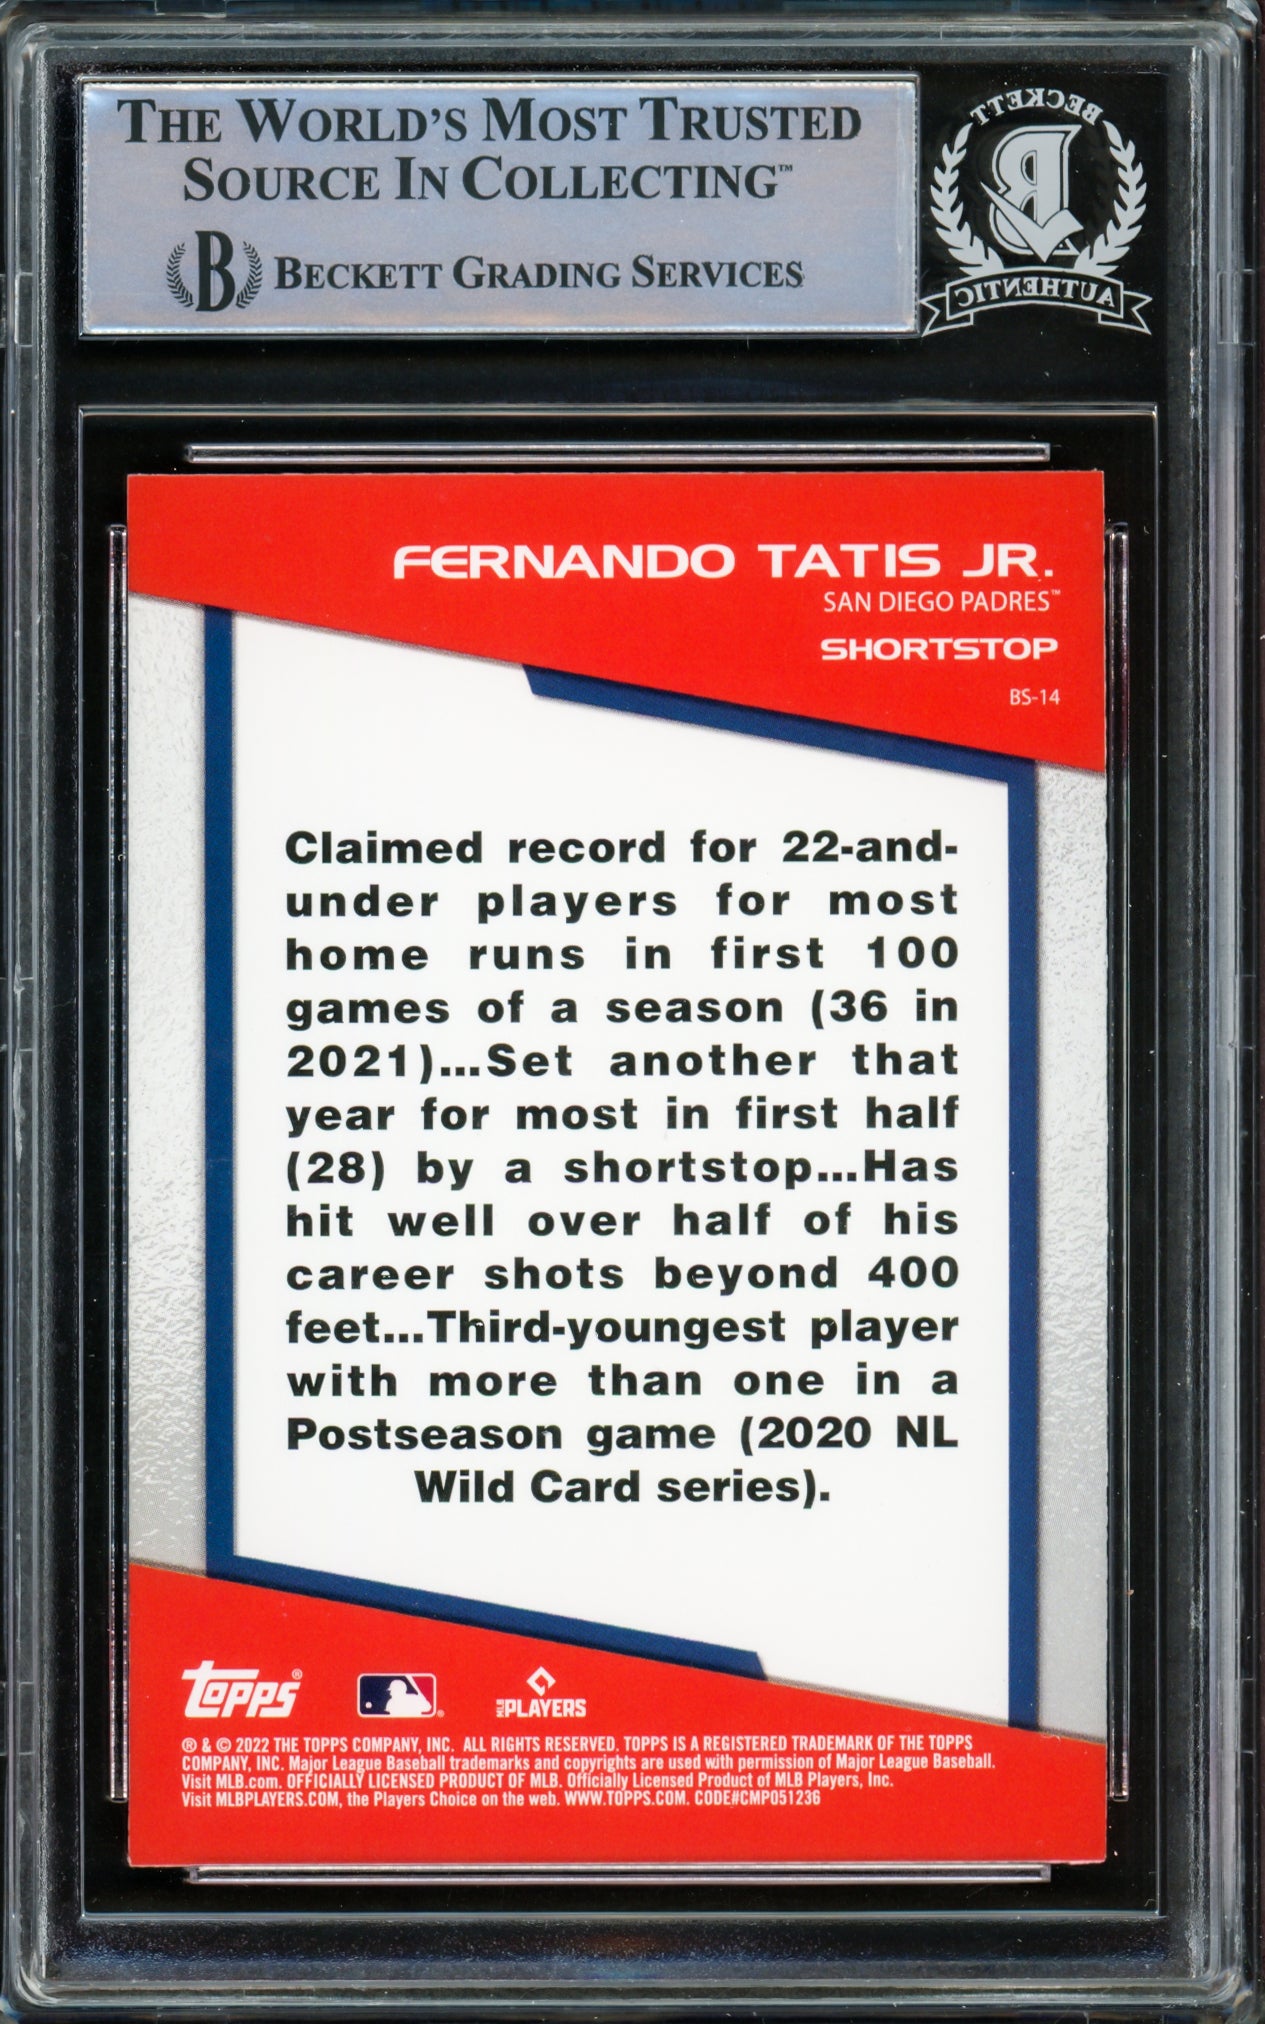 THE WORLD'S MOST TRUSTED
SOURCE IN COLLECTING™
B BECKETT GRADING SERVICES
BECKETT
B
AUTHENTIC
FERNANDO TATIS JR.
SAN DIEGO PADRES™
SHORTSTOP
BS-14
Claimed record for 22-and-
under players for most
home runs in first 100
games of a season (36 in
2021)...Set another that
year for most in first half
(28) by a shortstop...Has
hit well over half of his
career shots beyond 400
feet...Third-youngest player
with more than one in a
Postseason game (2020 NL
Wild Card series).
Topps®
MLB PLAYERS
® & © 2022 THE TOPPS COMPANY, INC. ALL RIGHTS RESERVED. TOPPS IS A REGISTERED TRADEMARK OF THE TOPPS
COMPANY, INC. Major League Baseball trademarks and copyrights are used with permission of Major League Baseball.
Visit MLB.com. OFFICIALLY LICENSED PRODUCT OF MLB. Officially Licensed Product of MLB Players, Inc.
Visit MLBPLAYERS.COM, the Players Choice on the web. WWW.TOPPS.COM. CODE#CMP051236